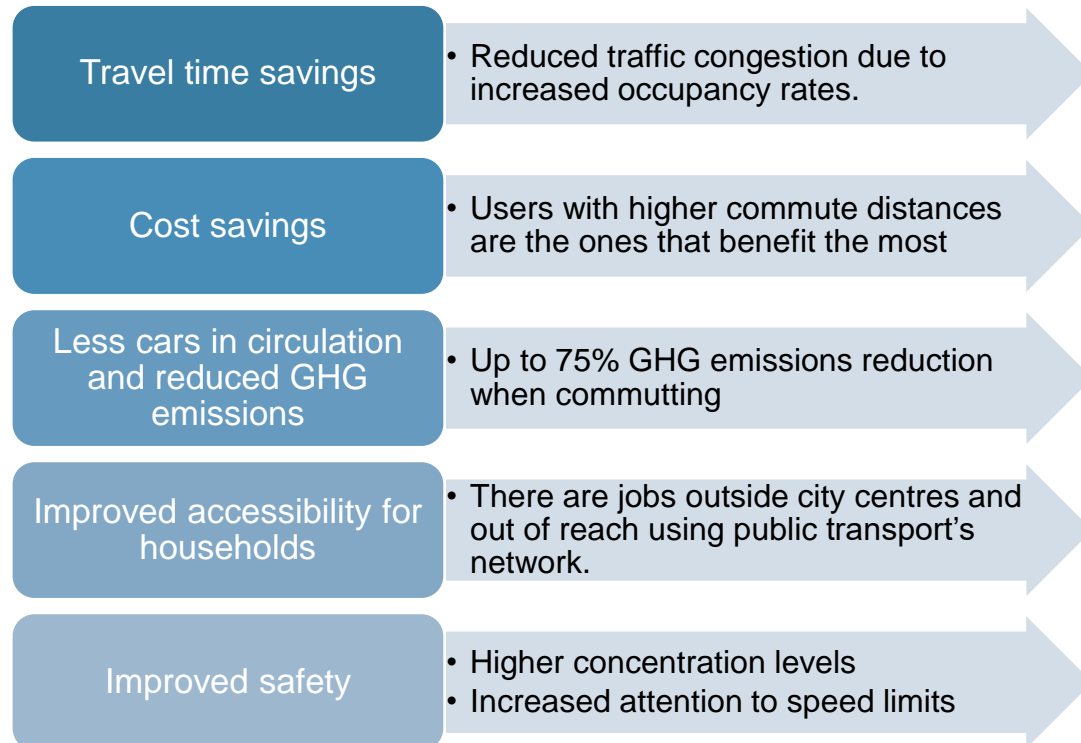 Travel time savings
• Reduced traffic congestion due to
increased occupancy rates.
Cost savings
• Users with higher commute distances
are the ones that benefit the most
Less cars in circulation
and reduced GHG
emissions
• Up to 75% GHG emissions reduction
when commutting
Improved accessibility for
households
• There are jobs outside city centres and
out of reach using public transport’s
network.
Improved safety
• Higher concentration levels
• Increased attention to speed limits